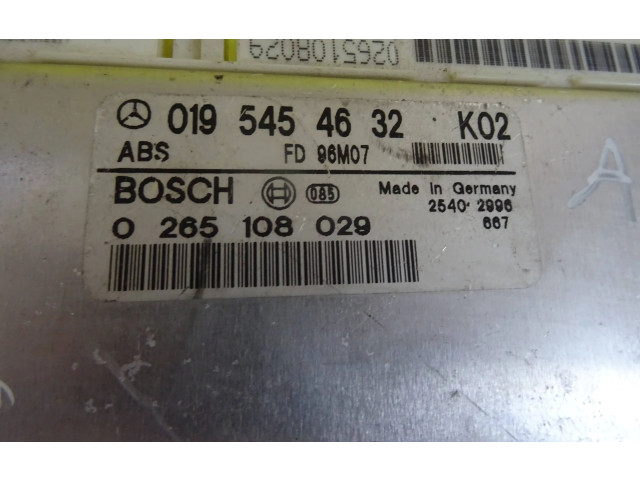 0265108029
019 545 46 32 K02
ABS FD 96M07
BOSCH 085 Made in Germany
0 265 108 029 2540 2996
667
A